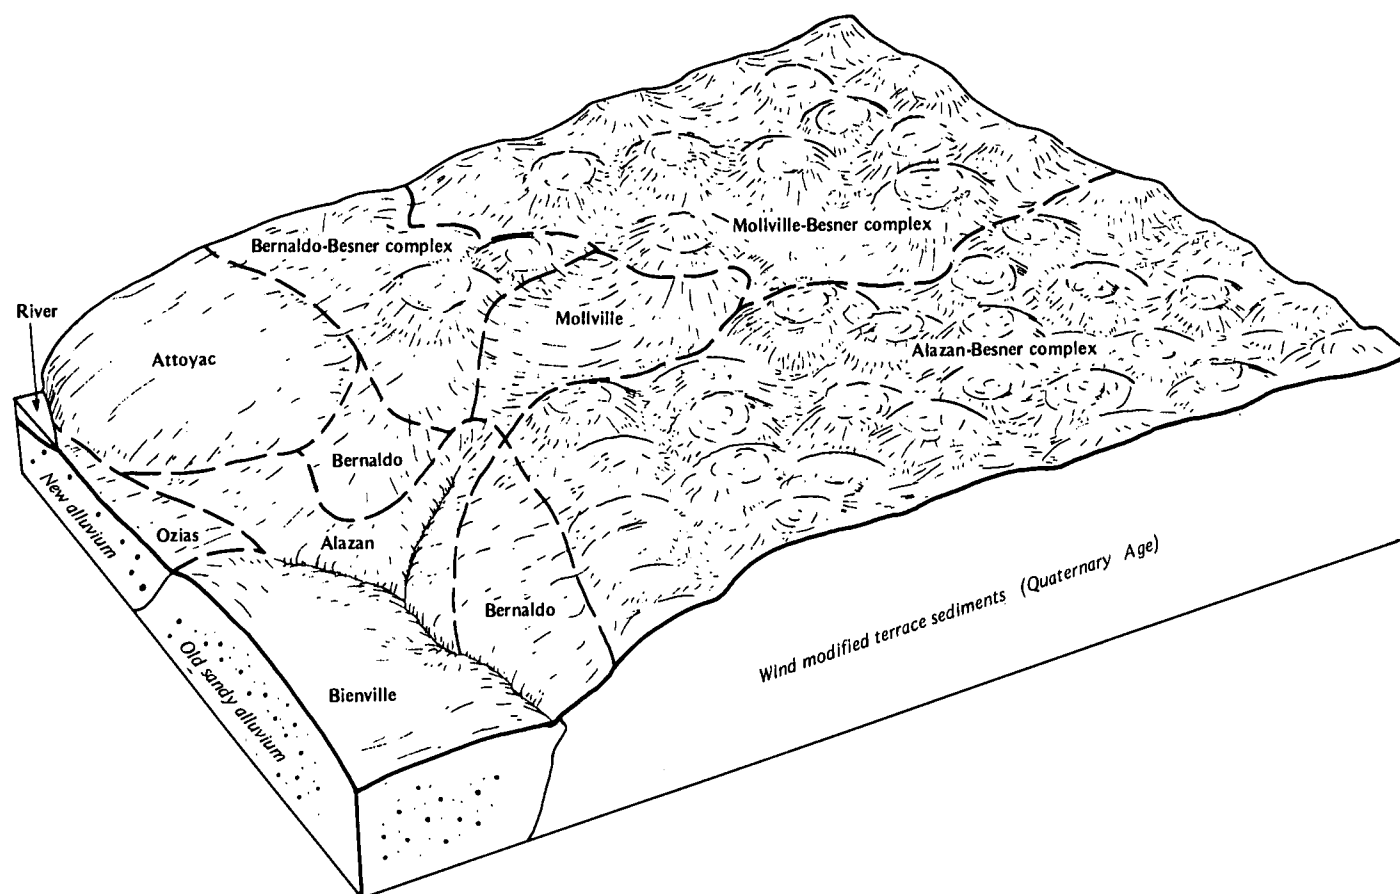 Mollville-Besner complex
Bernaldo-Besner complex
River
Mollville
Attoyac
Alazan-Besner complex
Bernaldo
New alluvium
Ozias
Alazan
Wind modified terrace sediments (Quaternary Age)
Bernaldo
Old sandy alluvium
Bienville